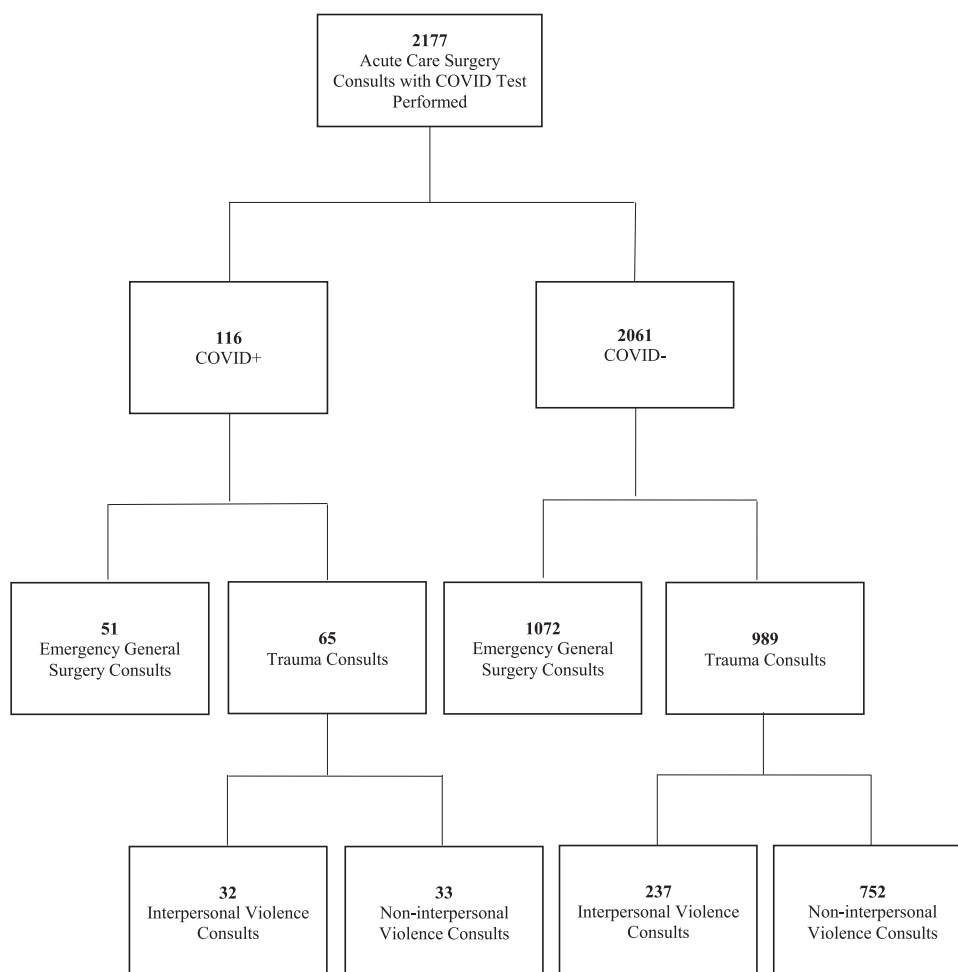 2177
Acute Care Surgery
Consults with COVID Test
Performed
116
COVID+
2061
COVID-
51
Emergency General
Surgery Consults
65
Trauma Consults
1072
Emergency General
Surgery Consults
989
Trauma Consults
32
Interpersonal Violence
Consults
33
Non-interpersonal
Violence Consults
237
Interpersonal Violence
Consults
752
Non-interpersonal
Violence Consults